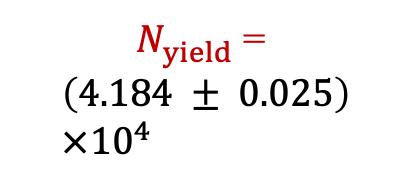 N_yield =
(4.184 ± 0.025)
×10⁴